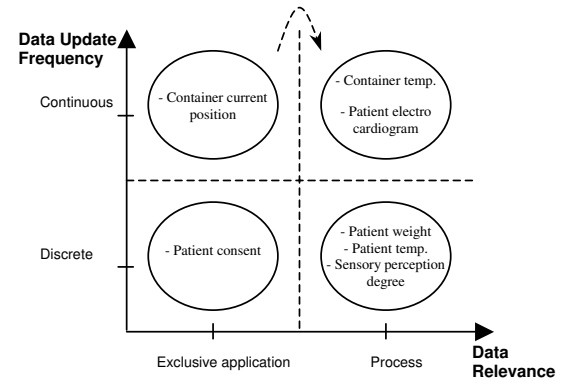 Data Update
Frequency
Continuous
- Container current
position
- Container temp.
- Patient electro
cardiogram
Discrete
- Patient consent
- Patient weight
- Patient temp.
- Sensory perception
degree
Exclusive application
Process
Data
Relevance